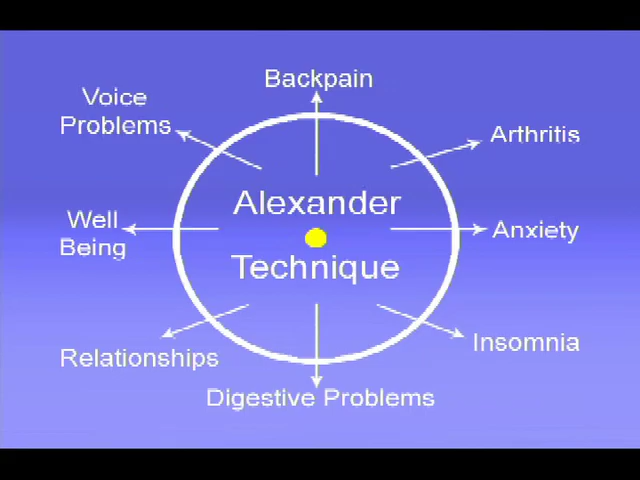 Backpain
Voice
Problems
Arthritis
Alexander
Technique
Well
Being
Anxiety
Relationships
Insomnia
Digestive Problems